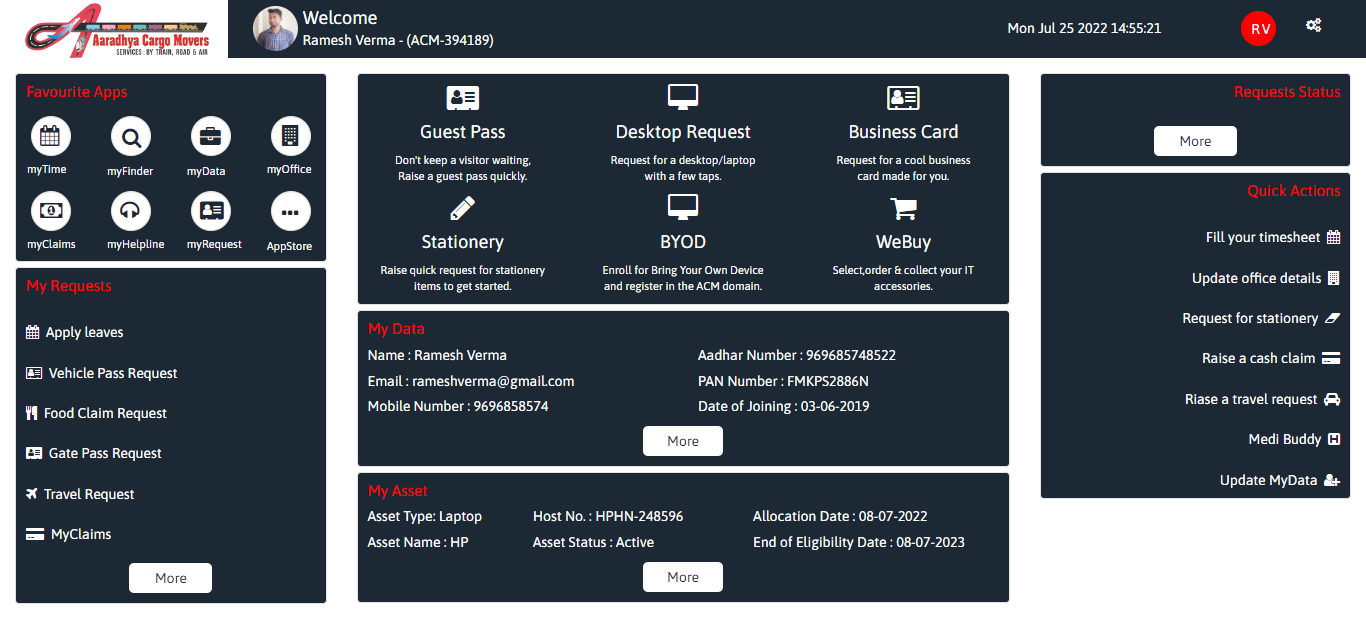 Aaradhya Cargo Movers
SERVICES : BY TRAIN, ROAD & AIR
Welcome
Ramesh Verma - (ACM-394189)
Mon Jul 25 2022 14:55:21
RV
Favourite Apps
myTime
myFinder
myData
myOffice
myClaims
myHelpline
myRequest
AppStore
My Requests
Apply leaves
Vehicle Pass Request
Food Claim Request
Gate Pass Request
Travel Request
MyClaims
More
Guest Pass
Don't keep a visitor waiting,
Raise a guest pass quickly.
Desktop Request
Request for a desktop/laptop
with a few taps.
Business Card
Request for a cool business
card made for you.
Stationery
Raise quick request for stationery
items to get started.
BYOD
Enroll for Bring Your Own Device
and register in the ACM domain.
WeBuy
Select,order & collect your IT
accessories.
My Data
Name : Ramesh Verma
Aadhar Number : 969685748522
Email : rameshverma@gmail.com
PAN Number : FMKPS2886N
Mobile Number : 9696858574
Date of Joining : 03-06-2019
More
My Asset
Asset Type: Laptop
Host No. : HPHN-248596
Allocation Date : 08-07-2022
Asset Name : HP
Asset Status : Active
End of Eligibility Date : 08-07-2023
More
Requests Status
More
Quick Actions
Fill your timesheet
Update office details
Request for stationery
Raise a cash claim
Riase a travel request
Medi Buddy
Update MyData